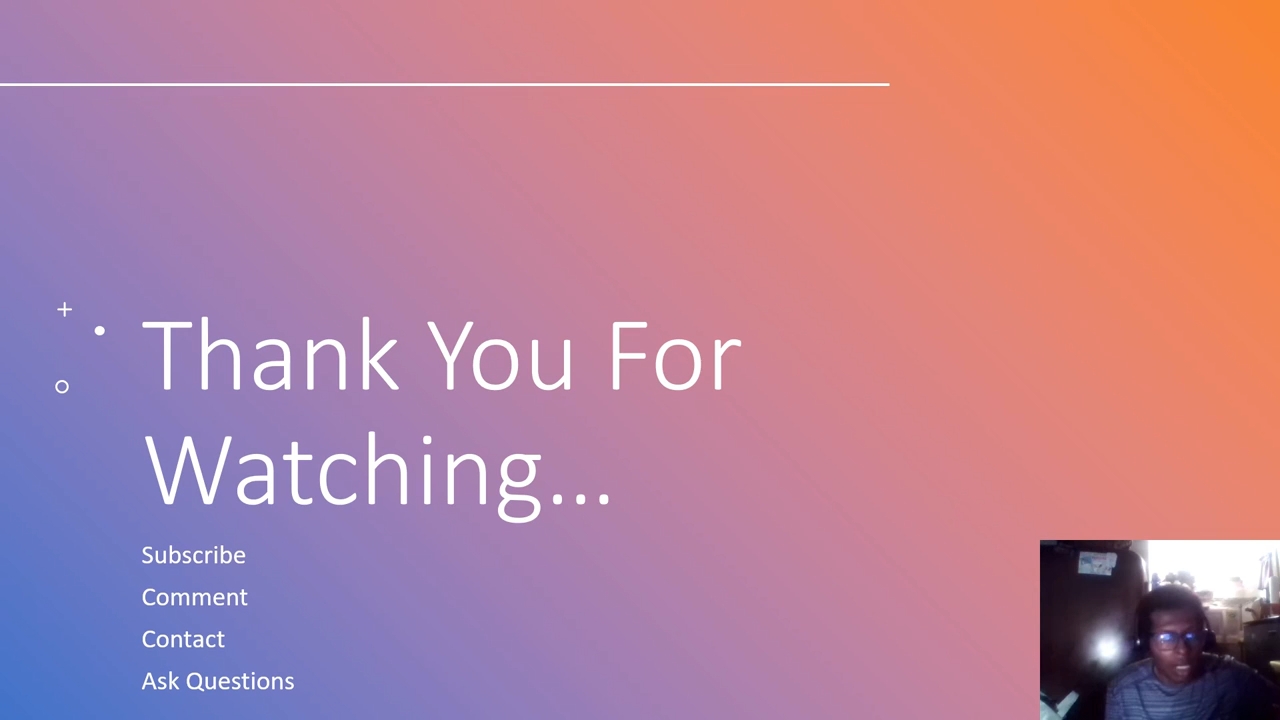 Thank You For
Watching...
Subscribe
Comment
Contact
Ask Questions